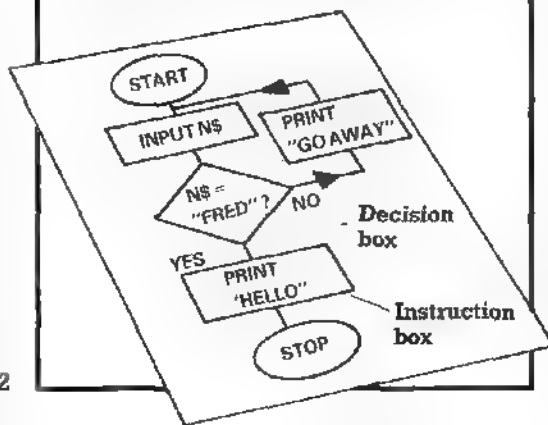 START
INPUT N$
PRINT
"GO AWAY"
N$ =
"FRED" ?
NO
Decision
box
YES
PRINT
"HELLO"
Instruction
box
STOP
2